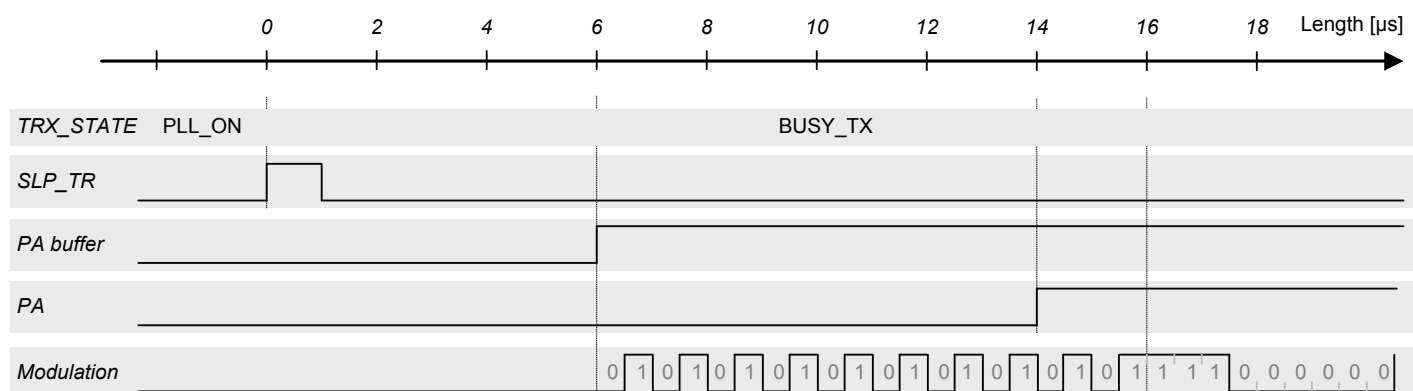 0 2 4 6 8 10 12 14 16 18 Length [µs]
TRX_STATE PLL_ON BUSY_TX
SLP_TR
PA buffer
PA
Modulation 0 1 0 1 0 1 0 1 0 1 0 1 0 1 0 1 0 1 0 1 1 1 1 0 0 0 0 0 0